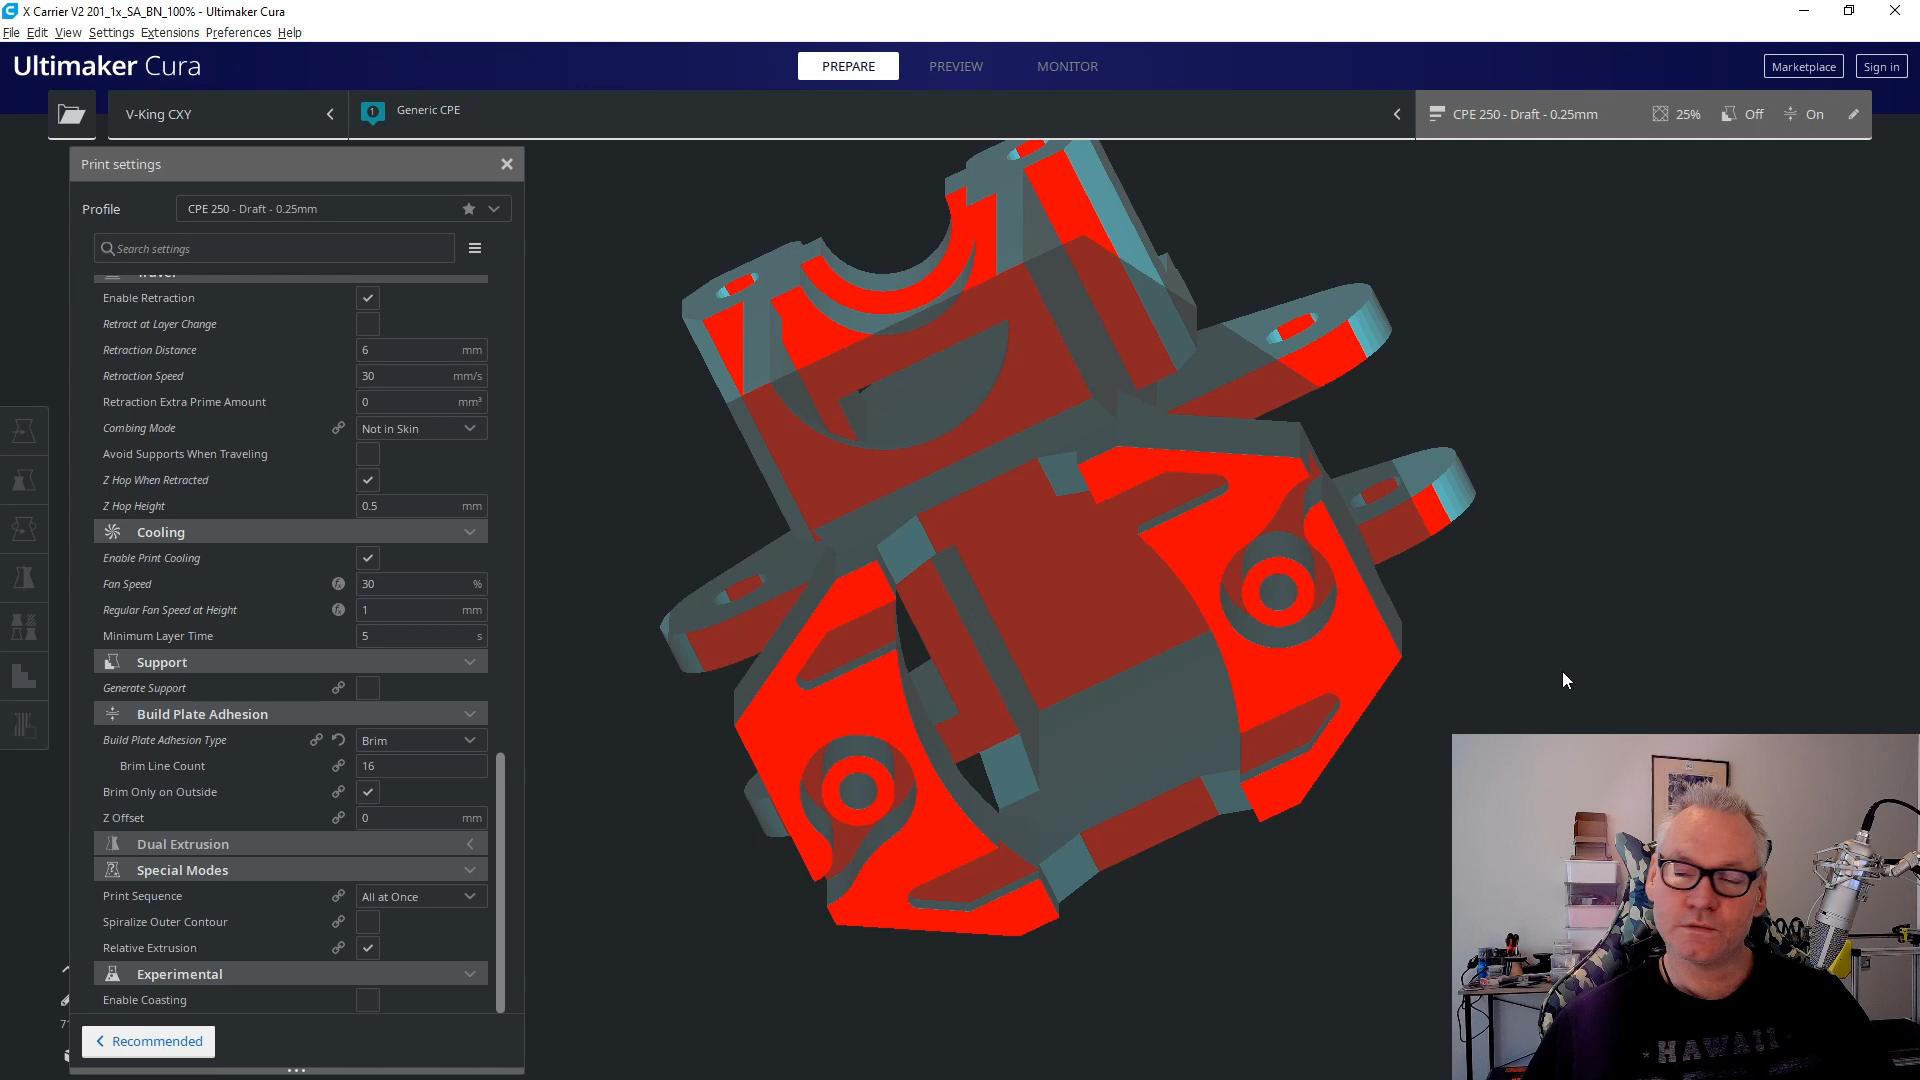 X Carrier V2 201_1x_SA_BN_100% - Ultimaker Cura
File Edit View Settings Extensions Preferences Help
Ultimaker Cura
PREPARE
PREVIEW
MONITOR
Marketplace
Sign in
V-King CXY
1
Generic CPE
CPE 250 - Draft - 0.25mm
25%
Off
On
Print settings
Profile
CPE 250 - Draft - 0.25mm
Search settings
Travel
Enable Retraction
Retract at Layer Change
Retraction Distance 6 mm
Retraction Speed 30 mm/s
Retraction Extra Prime Amount 0 mm³
Combing Mode Not in Skin
Avoid Supports When Traveling
Z Hop When Retracted
Z Hop Height 0.5 mm
Cooling
Enable Print Cooling
Fan Speed 30 %
Regular Fan Speed at Height 1 mm
Minimum Layer Time 5 s
Support
Generate Support
Build Plate Adhesion
Build Plate Adhesion Type Brim
Brim Line Count 16
Brim Only on Outside
Z Offset 0 mm
Dual Extrusion
Special Modes
Print Sequence All at Once
Spiralize Outer Contour
Relative Extrusion
Experimental
Enable Coasting
Recommended
HAWAII